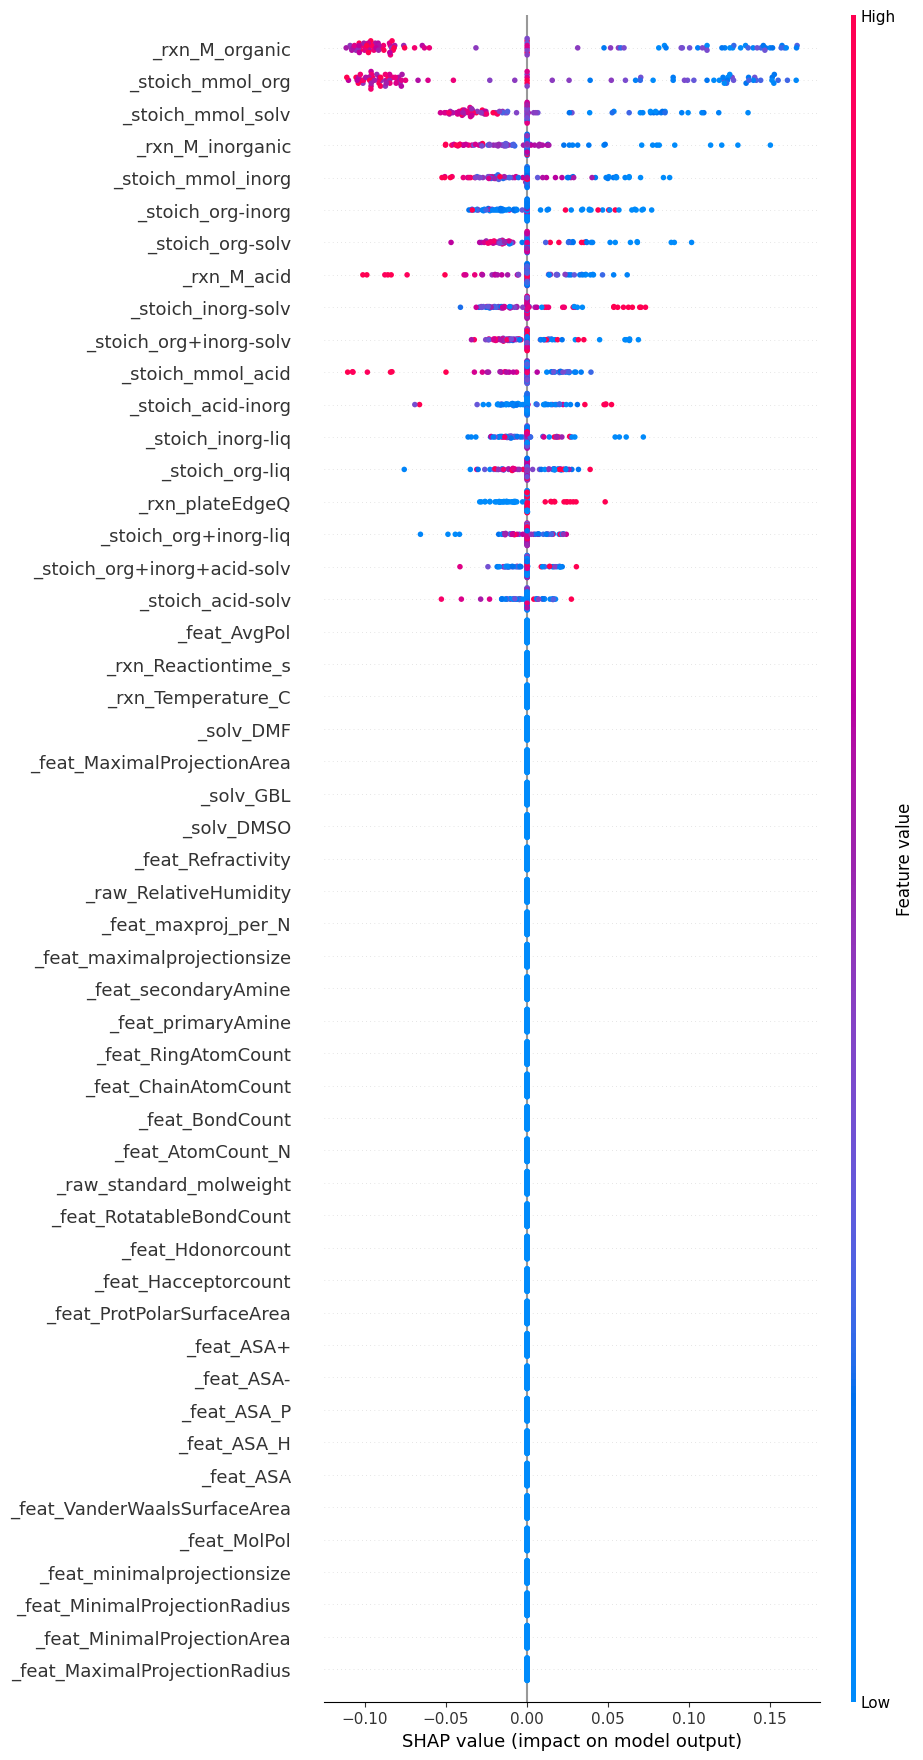 High
_rxn_M_organic
_stoich_mmol_org
_stoich_mmol_solv
_rxn_M_inorganic
_stoich_mmol_inorg
_stoich_org-inorg
_stoich_org-solv
_rxn_M_acid
_stoich_inorg-solv
_stoich_org+inorg-solv
_stoich_mmol_acid
_stoich_acid-inorg
_stoich_inorg-liq
_stoich_org-liq
_rxn_plateEdgeQ
_stoich_org+inorg-liq
_stoich_org+inorg+acid-solv
_stoich_acid-solv
_feat_AvgPol
_rxn_Reactiontime_s
_rxn_Temperature_C
_solv_DMF
_feat_MaximalProjectionArea
_solv_GBL
_solv_DMSO
_feat_Refractivity
_raw_RelativeHumidity
_feat_maxproj_per_N
_feat_maximalprojectionsize
_feat_secondaryAmine
_feat_primaryAmine
_feat_RingAtomCount
_feat_ChainAtomCount
_feat_BondCount
_feat_AtomCount_N
_raw_standard_molweight
_feat_RotatableBondCount
_feat_Hdonorcount
_feat_Hacceptorcount
_feat_ProtPolarSurfaceArea
_feat_ASA+
_feat_ASA-
_feat_ASA_P
_feat_ASA_H
_feat_ASA
_feat_VanderWaalsSurfaceArea
_feat_MolPol
_feat_minimalprojectionsize
_feat_MinimalProjectionRadius
_feat_MinimalProjectionArea
_feat_MaximalProjectionRadius
Feature value
Low
−0.10 −0.05 0.00 0.05 0.10 0.15
SHAP value (impact on model output)